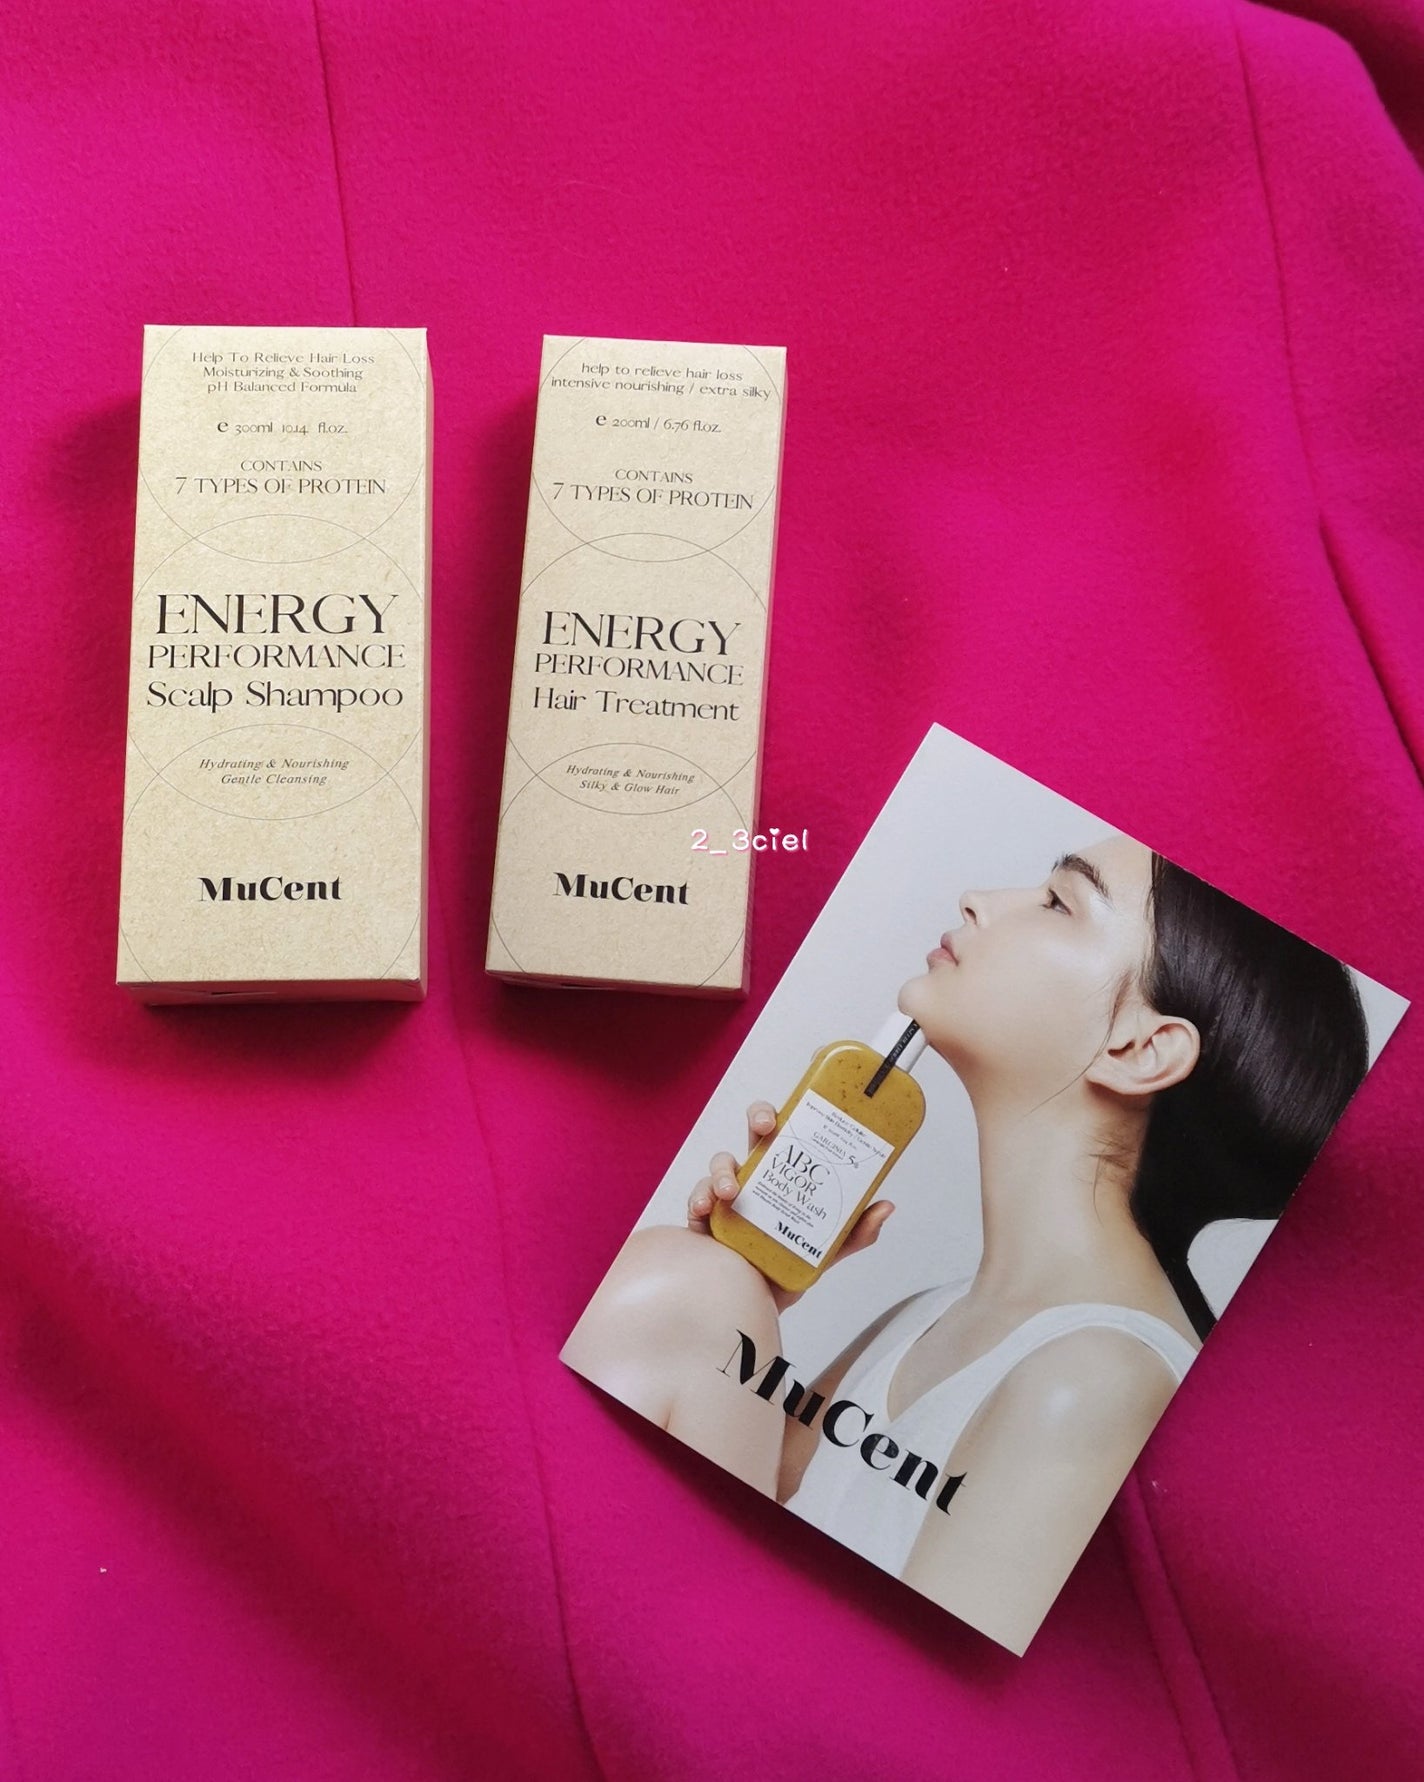 Help To Relieve Hair Loss
Moisturizing & Soothing
pH Balanced Formula
e 300ml 10.14 fl.oz.
CONTAINS
7 TYPES OF PROTEIN
ENERGY
PERFORMANCE
Scalp Shampoo
Hydrating & Nourishing
Gentle Cleansing
MuCent
help to relieve hair loss
intensive nourishing / extra silky
e 200ml / 6.76 fl.oz.
CONTAINS
7 TYPES OF PROTEIN
ENERGY
PERFORMANCE
Hair Treatment
Hydrating & Nourishing
Silky & Glow Hair
MuCent
2_3ciel
GARCINIA
ABC
VIGOR
Body Wash
MuCent
MuCent